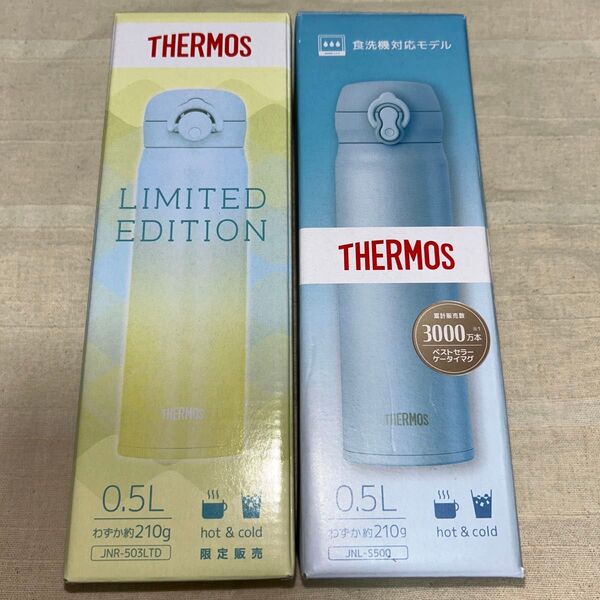 THERMOS
LIMITED
EDITION
THERMOS
0.5L
わずか約210g
JNR-503LTD
hot & cold
限定販売
食洗機対応モデル
THERMOS
累計販売数
3000万本※1
ベストセラー
ケータイマグ
THERMOS
0.5L
わずか約210g
JNL-S500
hot & cold